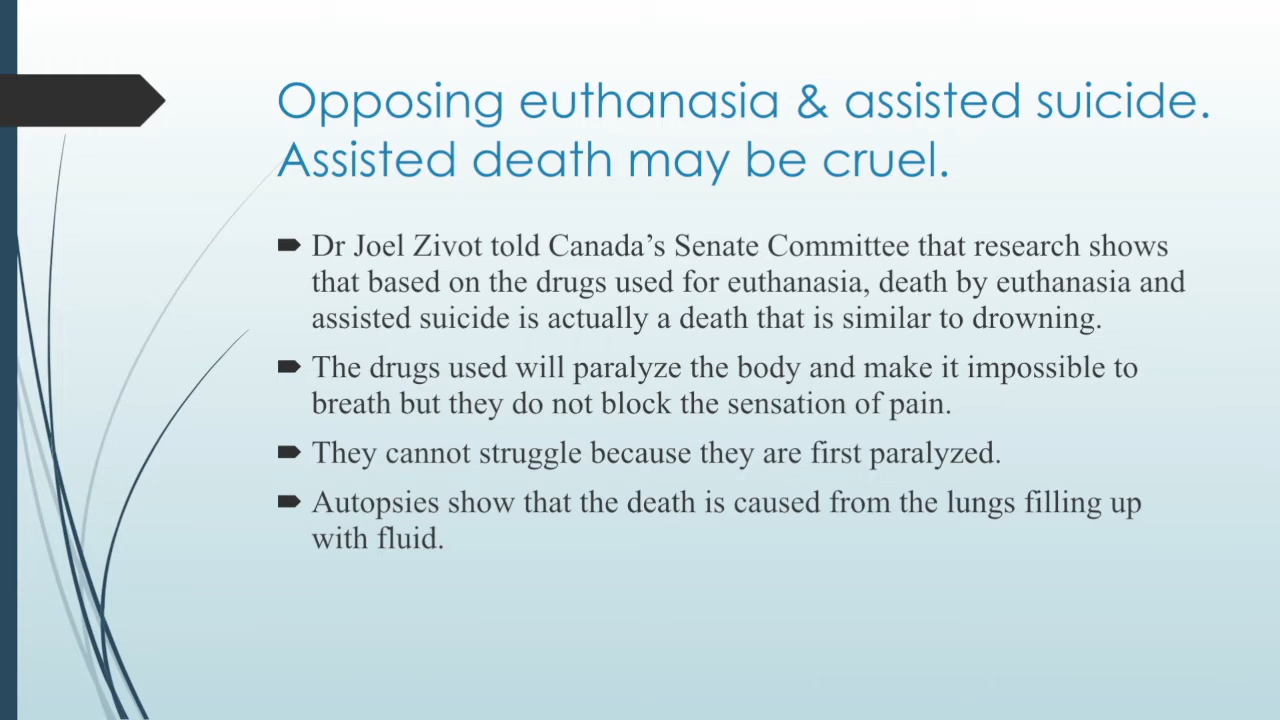 Opposing euthanasia & assisted suicide.
Assisted death may be cruel.
Dr Joel Zivot told Canada’s Senate Committee that research shows
that based on the drugs used for euthanasia, death by euthanasia and
assisted suicide is actually a death that is similar to drowning.
The drugs used will paralyze the body and make it impossible to
breath but they do not block the sensation of pain.
They cannot struggle because they are first paralyzed.
Autopsies show that the death is caused from the lungs filling up
with fluid.